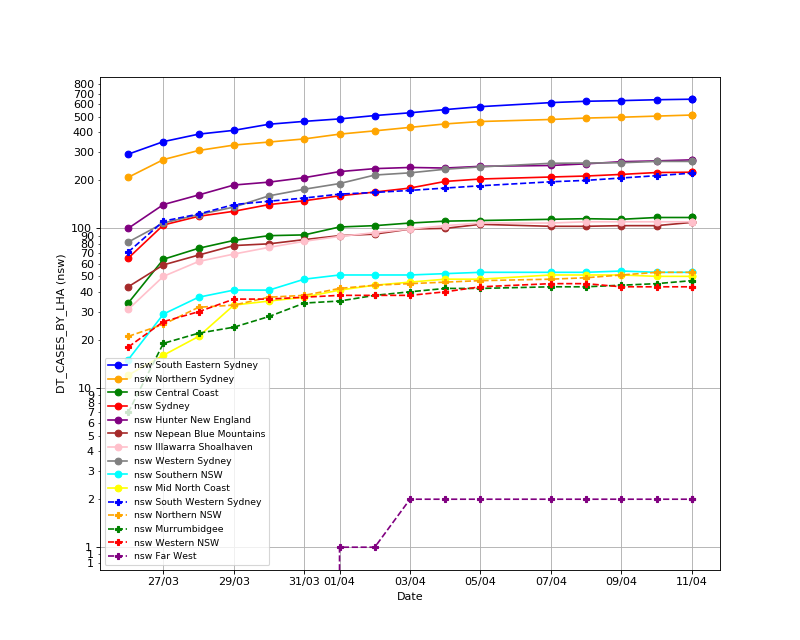 800
700
600
500
400
300
200
100
90
80
70
60
50
40
30
20
10
9
8
7
6
5
4
3
2
1
1
1
DT_CASES_BY_LHA (nsw)
nsw South Eastern Sydney
nsw Northern Sydney
nsw Central Coast
nsw Sydney
nsw Hunter New England
nsw Nepean Blue Mountains
nsw Illawarra Shoalhaven
nsw Western Sydney
nsw Southern NSW
nsw Mid North Coast
nsw South Western Sydney
nsw Northern NSW
nsw Murrumbidgee
nsw Western NSW
nsw Far West
27/03 29/03 31/03 01/04 03/04 05/04 07/04 09/04 11/04
Date